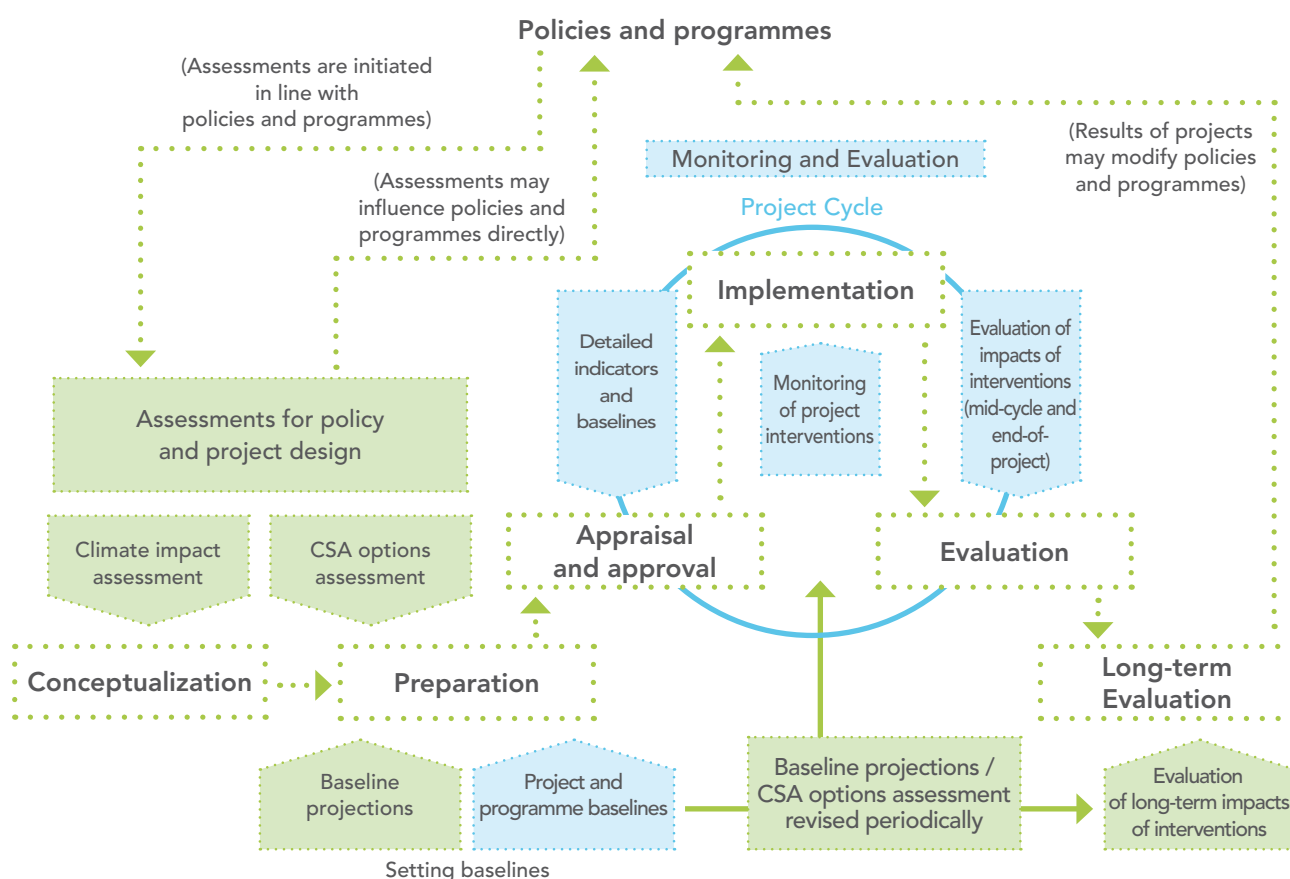 Policies and programmes
(Assessments are initiated
in line with
policies and programmes)
(Assessments may
influence policies and
programmes directly)
Monitoring and Evaluation
(Results of projects
may modify policies
and programmes)
Project Cycle
Implementation
Detailed
indicators
and
baselines
Monitoring
of project
interventions
Evaluation of
impacts of
interventions
(mid-cycle and
end-of-
project)
Assessments for policy
and project design
Climate impact
assessment
CSA options
assessment
Appraisal
and approval
Evaluation
Conceptualization
Preparation
Long-term
Evaluation
Baseline
projections
Project and
programme baselines
Baseline projections /
CSA options assessment
revised periodically
Evaluation
of long-term impacts
of interventions
Setting baselines